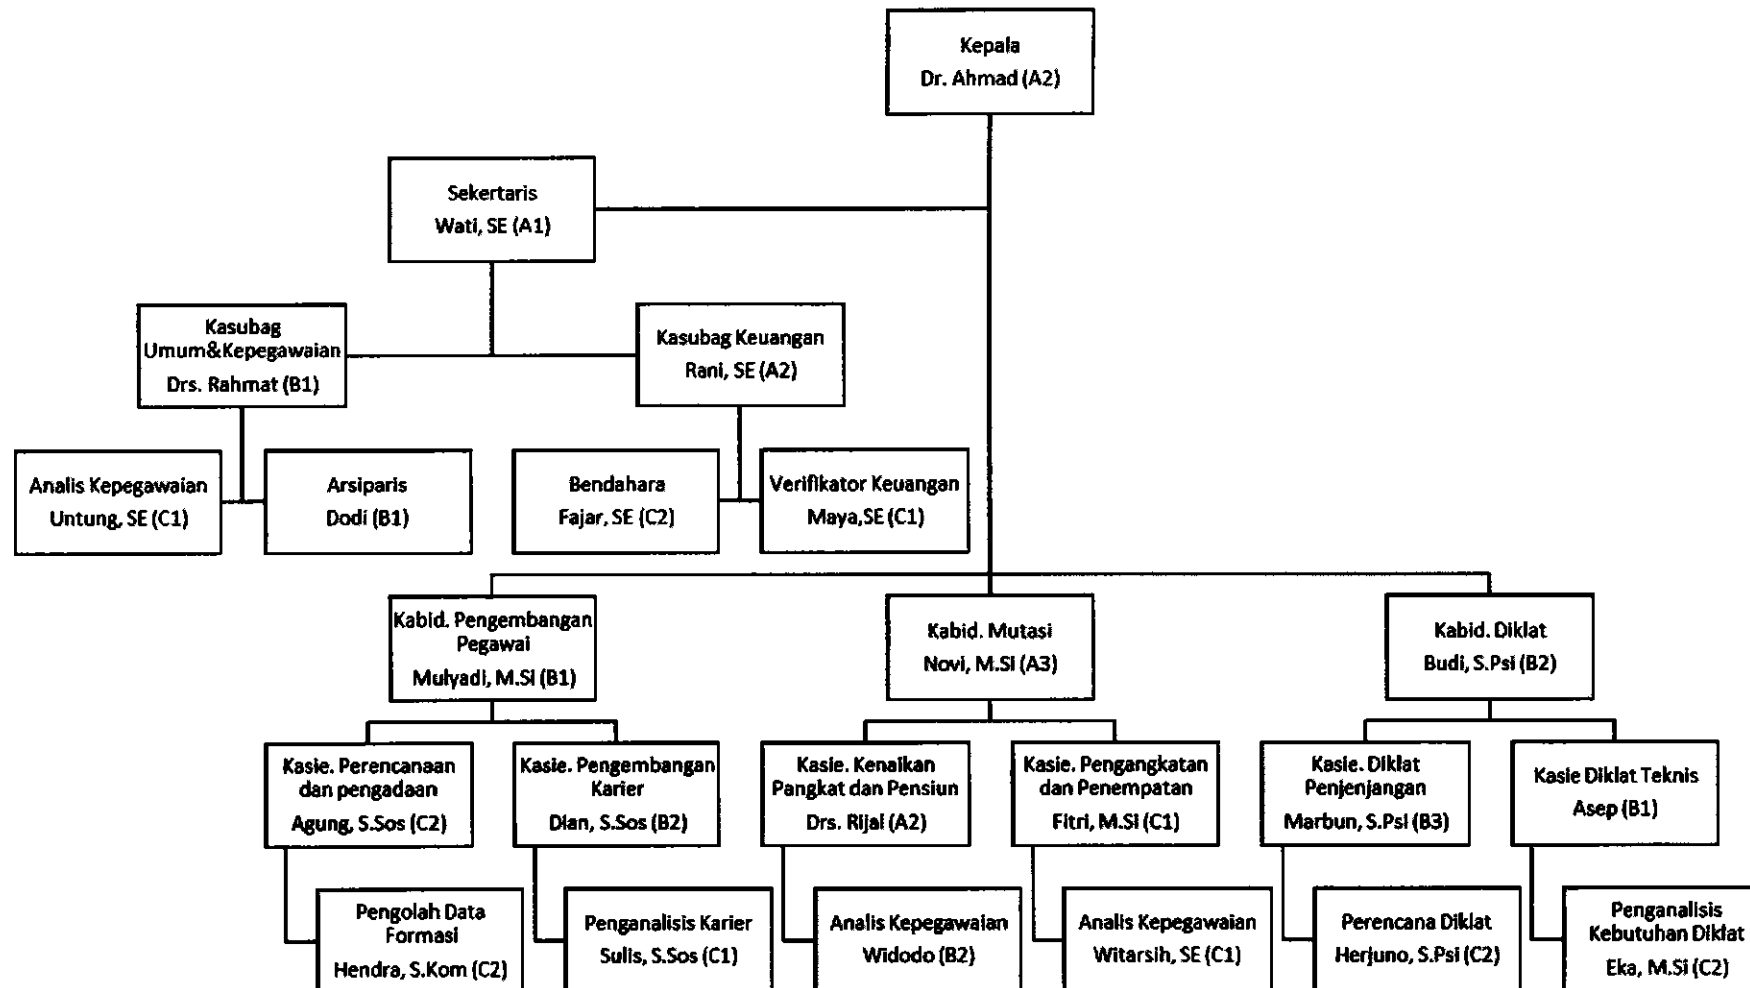 Kepala
Dr. Ahmad (A2)
Sekertaris
Wati, SE (A1)
Kasubag
Umum&Kepegawaian
Drs. Rahmat (B1)
Kasubag Keuangan
Rani, SE (A2)
Analis Kepegawaian
Untung, SE (C1)
Arsiparis
Dodi (B1)
Bendahara
Fajar, SE (C2)
Verifikator Keuangan
Maya,SE (C1)
Kabid. Pengembangan
Pegawai
Mulyadi, M.Si (B1)
Kabid. Mutasi
Novi, M.Si (A3)
Kabid. Diklat
Budi, S.Psi (B2)
Kasie. Perencanaan
dan pengadaan
Agung, S.Sos (C2)
Kasie. Pengembangan
Karier
Dian, S.Sos (B2)
Kasie. Kenaikan
Pangkat dan Pensiun
Drs. Rijal (A2)
Kasie. Pengangkatan
dan Penempatan
Fitri, M.Si (C1)
Kasie. Diklat
Penjenjangan
Marbun, S.Psi (B3)
Kasie Diklat Teknis
Asep (B1)
Pengolah Data
Formasi
Hendra, S.Kom (C2)
Penganalisis Karier
Sulis, S.Sos (C1)
Analis Kepegawaian
Widodo (B2)
Analis Kepegawaian
Witarsih, SE (C1)
Perencana Diklat
Herjuno, S.Psi (C2)
Penganalisis
Kebutuhan Diklat
Eka, M.Si (C2)